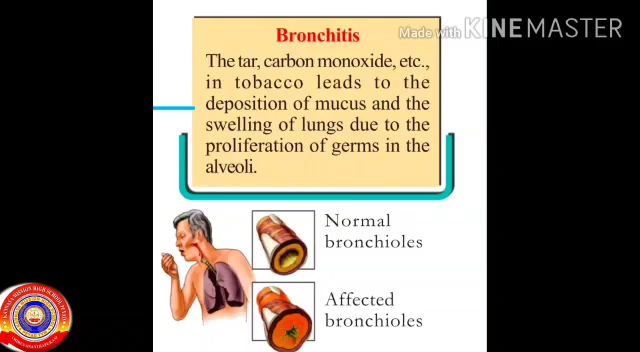 Bronchitis
Made with KINEMASTER
The tar, carbon monoxide, etc.,
in tobacco leads to the
deposition of mucus and the
swelling of lungs due to the
proliferation of germs in the
alveoli.
Normal
bronchioles
Affected
bronchioles